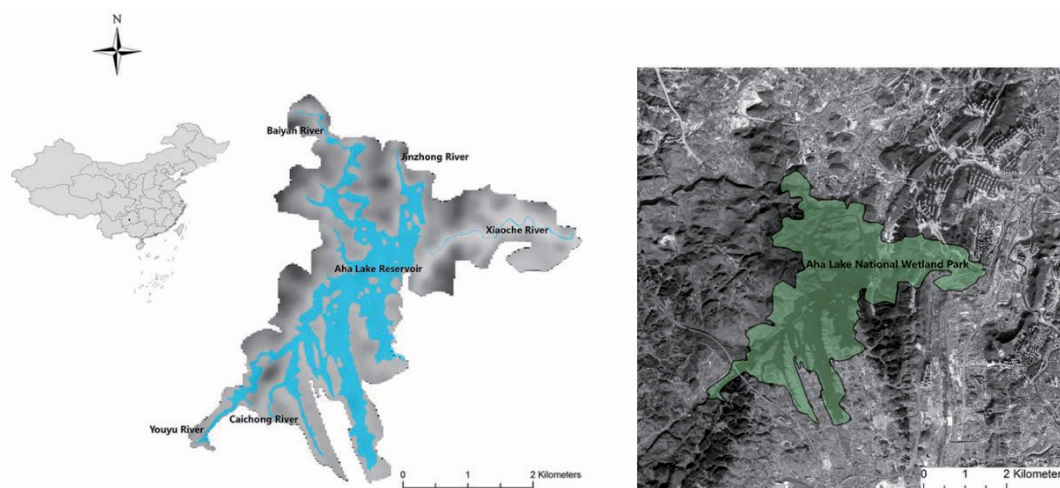 N
Baiyan River
Jinzhong River
Xiaoche River
Aha Lake Reservoir
Youyu River
Caichong River
0 1 2 Kilometers
Aha Lake National Wetland Park
0 1 2 Kilometers